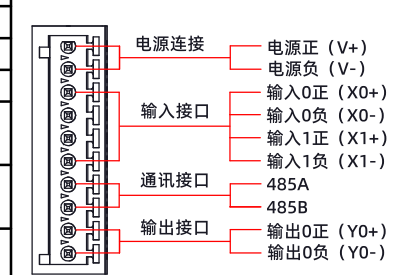 电源连接
电源正（V+）
电源负（V-）
输入接口
输入0正（X0+）
输入0负（X0-）
输入1正（X1+）
输入1负（X1-）
通讯接口
485A
485B
输出接口
输出0正（Y0+）
输出0负（Y0-）